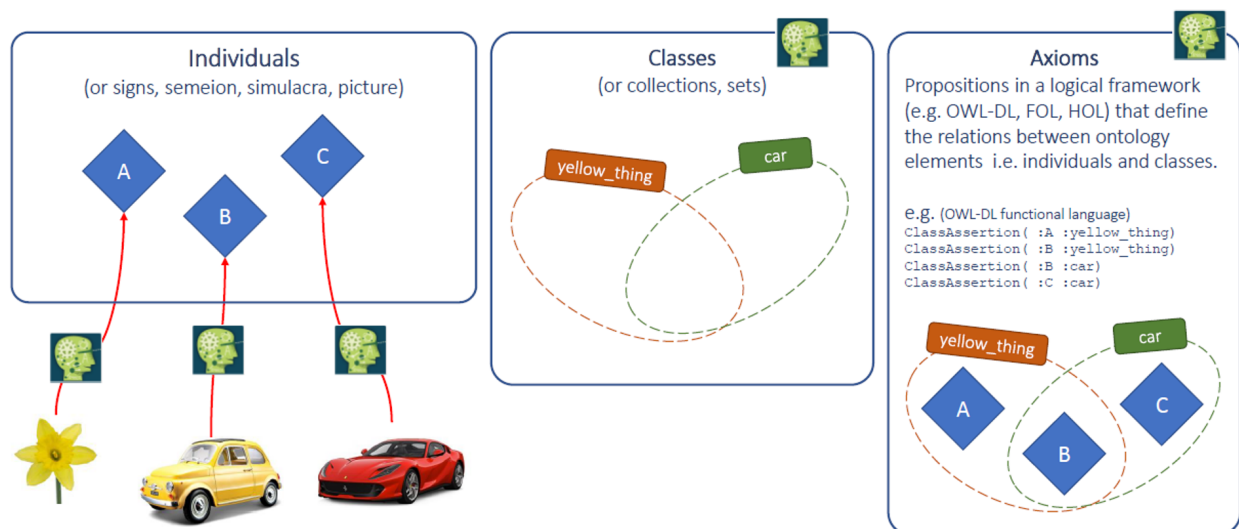 Individuals
(or signs, semeion, simulacra, picture)
A
B
C
Classes
(or collections, sets)
yellow_thing
car
Axioms
Propositions in a logical framework
(e.g. OWL-DL, FOL, HOL) that define
the relations between ontology
elements i.e. individuals and classes.
e.g. (OWL-DL functional language)
ClassAssertion( :A :yellow_thing)
ClassAssertion( :B :yellow_thing)
ClassAssertion( :B :car)
ClassAssertion( :C :car)
yellow_thing
car
A
B
C